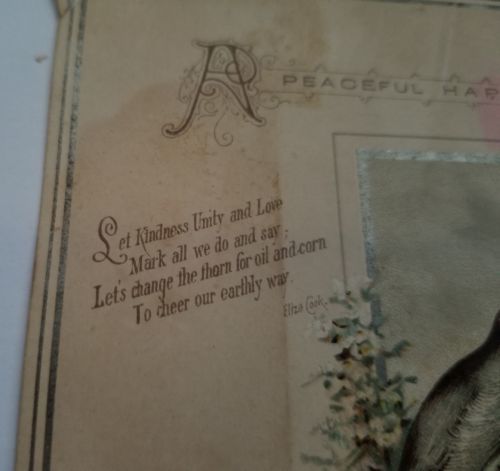 A PEACEFUL HAP
Let Kindness Unity and Love
Mark all we do and say ;
Let's change the thorn for oil and corn
To cheer our earthly way.
Eliza Cook.